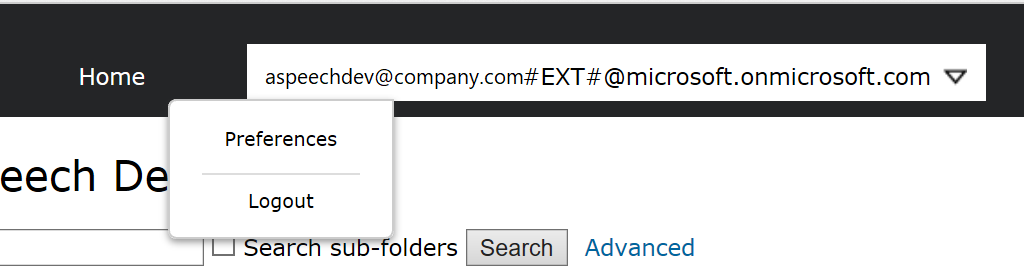 Home
aspeechdev@company.com#EXT#@microsoft.onmicrosoft.com
Preferences
eech De
Logout
Search sub-folders Search Advanced